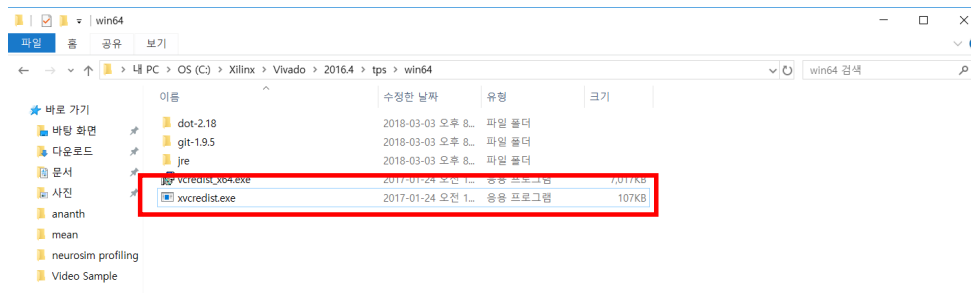 win64
파일 홈 공유 보기
내 PC > OS (C:) > Xilinx > Vivado > 2016.4 > tps > win64
win64 검색
이름 수정한 날짜 유형 크기
바로 가기
바탕 화면
다운로드
문서
사진
ananth
mean
neurosim profiling
Video Sample
dot-2.18 2018-03-03 오후 8... 파일 폴더
git-1.9.5 2018-03-03 오후 8... 파일 폴더
jre 2018-03-03 오후 8... 파일 폴더
vcredist_x64.exe 2017-01-24 오전 1... 응용 프로그램 7,017KB
xvcredist.exe 2017-01-24 오전 1... 응용 프로그램 107KB